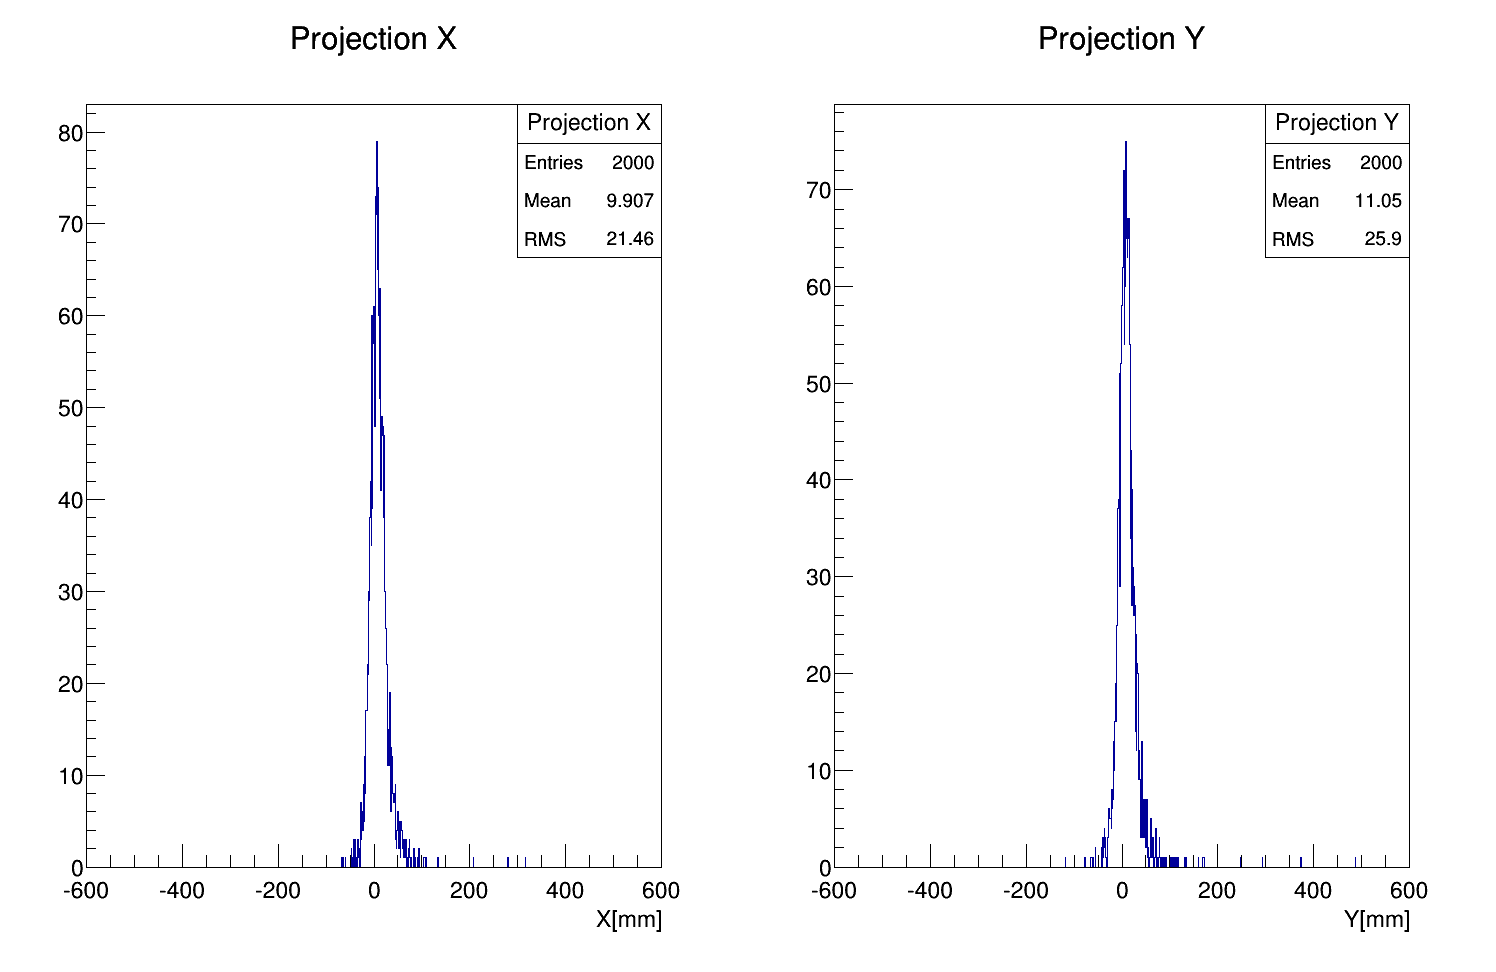 Projection X
Projection X
Entries 2000
Mean 9.907
RMS 21.46
80
70
60
50
40
30
20
10
0
-600 -400 -200 0 200 400 600
X[mm]
Projection Y
Projection Y
Entries 2000
Mean 11.05
RMS 25.9
70
60
50
40
30
20
10
0
-600 -400 -200 0 200 400 600
Y[mm]